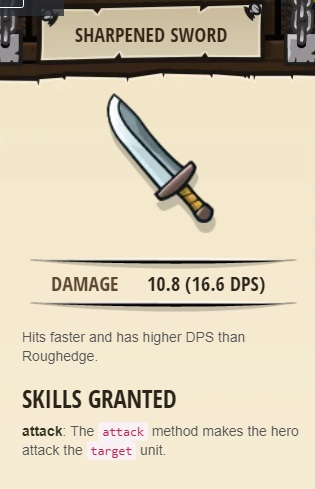 SHARPENED SWORD
DAMAGE 10.8 (16.6 DPS)
Hits faster and has higher DPS than
Roughedge.
SKILLS GRANTED
attack: The attack method makes the hero
attack the target unit.